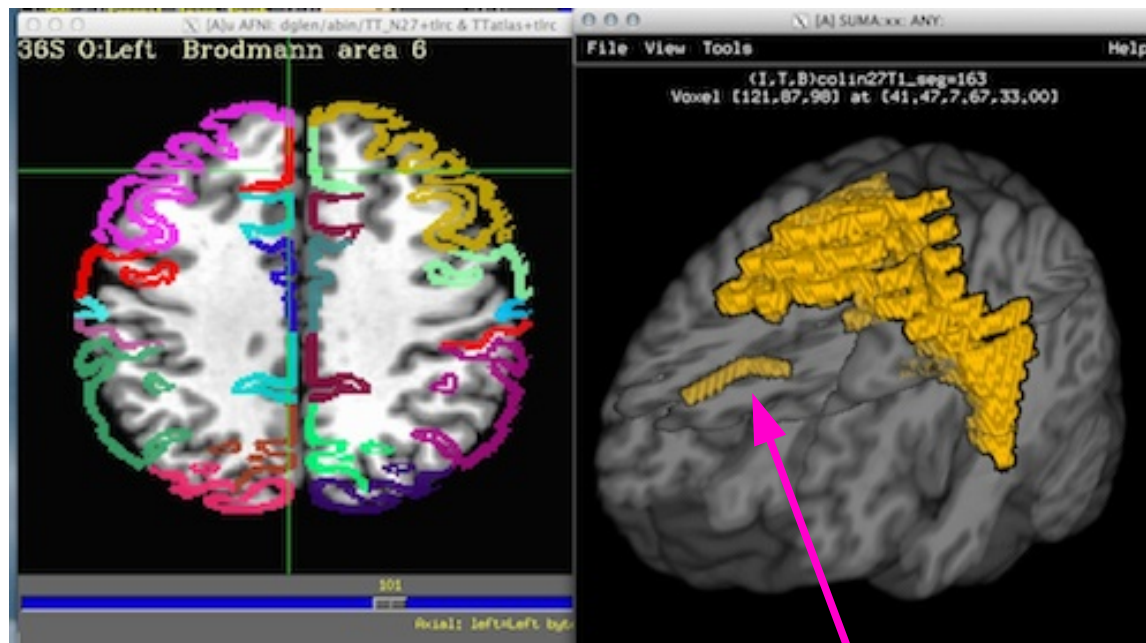 [A]u AFNI: dglen/abin/TT_N27+tlrc & TTatlas+tlrc
36S O:Left Brodmann area 6
101
Axial: left=Left byt
[A] SUMA:xx: ANY:
File View Tools Help
(I,T,B)colin27T1_seg=163
Voxel [121,87,98] at [41,47,7.67,33.00]